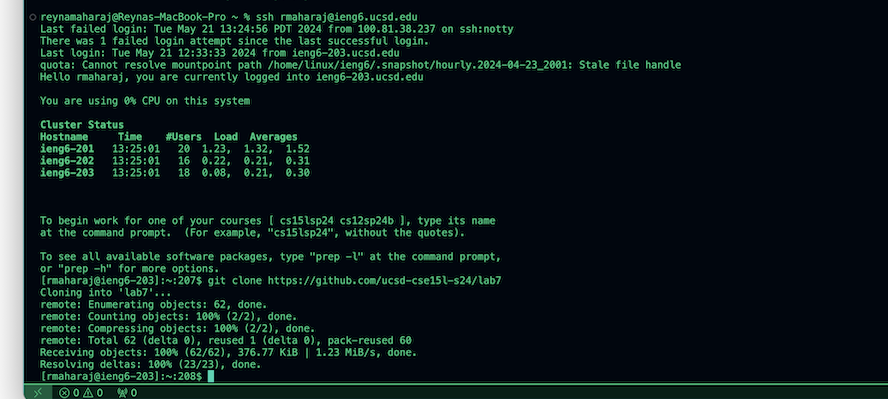 reynamaharaj@Reynas-MacBook-Pro ~ % ssh rmaharaj@ieng6.ucsd.edu
Last failed login: Tue May 21 13:24:56 PDT 2024 from 100.81.38.237 on ssh:notty
There was 1 failed login attempt since the last successful login.
Last login: Tue May 21 12:33:33 2024 from ieng6-203.ucsd.edu
quota: Cannot resolve mountpoint path /home/linux/ieng6/.snapshot/hourly.2024-04-23_2001: Stale file handle
Hello rmaharaj, you are currently logged into ieng6-203.ucsd.edu
You are using 0% CPU on this system
Cluster Status
Hostname     Time    #Users  Load  Averages
ieng6-201   13:25:01   20  1.23,  1.32,  1.52
ieng6-202   13:25:01   16  0.22,  0.21,  0.31
ieng6-203   13:25:01   18  0.08,  0.21,  0.30
To begin work for one of your courses [ cs15lsp24 cs12sp24b ], type its name
at the command prompt.  (For example, "cs15lsp24", without the quotes).
To see all available software packages, type "prep -l" at the command prompt,
or "prep -h" for more options.
[rmaharaj@ieng6-203]:~:207$ git clone https://github.com/ucsd-cse15l-s24/lab7
Cloning into 'lab7'...
remote: Enumerating objects: 62, done.
remote: Counting objects: 100% (2/2), done.
remote: Compressing objects: 100% (2/2), done.
remote: Total 62 (delta 0), reused 1 (delta 0), pack-reused 60
Receiving objects: 100% (62/62), 376.77 KiB | 1.23 MiB/s, done.
Resolving deltas: 100% (23/23), done.
[rmaharaj@ieng6-203]:~:208$
0 0 0